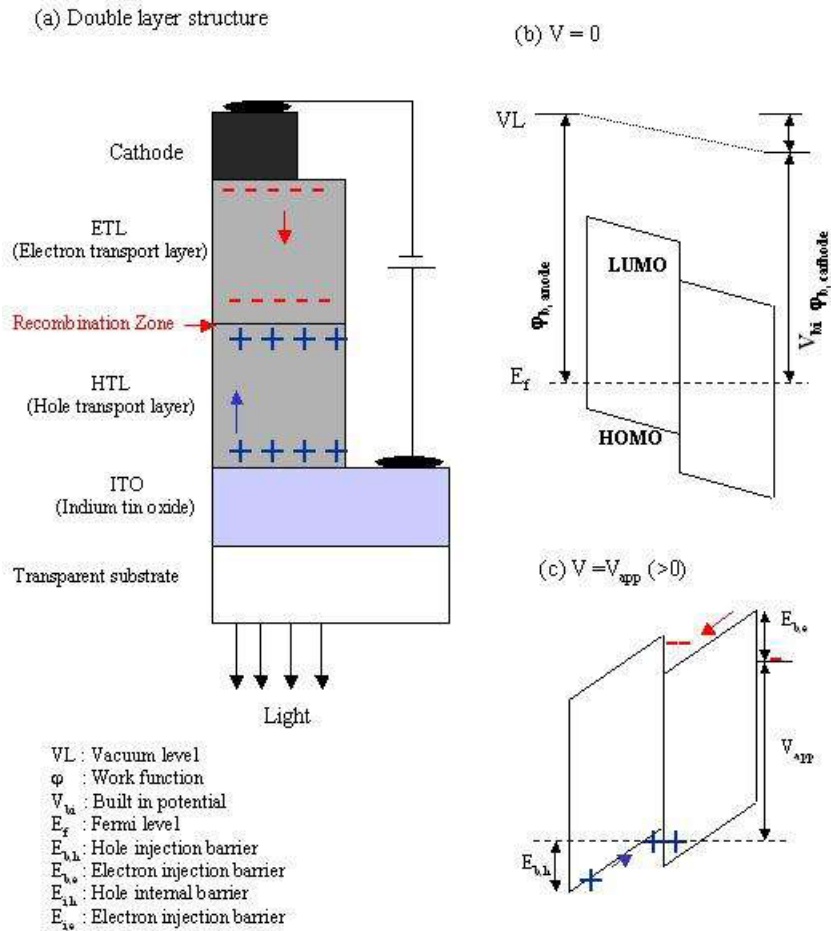 (a) Double layer structure
Cathode
ETL
(Electron transport layer)
Recombination Zone
HTL
(Hole transport layer)
ITO
(Indium tin oxide)
Transparent substrate
Light
(b) V = 0
VL
LUMO
φb, anode
Vbi φb, cathode
Ef
HOMO
(c) V =Vapp (>0)
Eb,e
Vapp
Eb,h
VL : Vacuum level
φ : Work function
Vbi : Built in potential
Ef : Fermi level
Eb,h : Hole injection barrier
Eb,e : Electron injection barrier
Ei,h : Hole internal barrier
Ei,e : Electron injection barrier